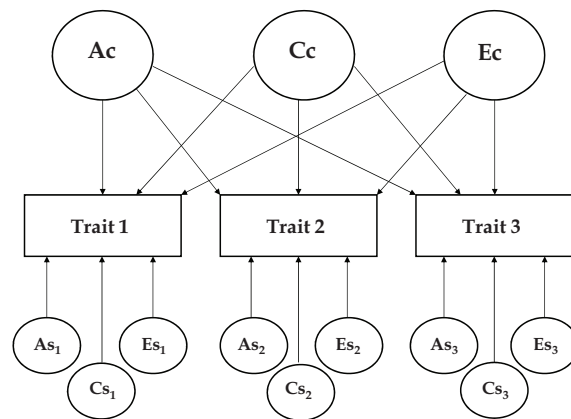 Ac Cc Ec
Trait 1 Trait 2 Trait 3
As₁ Es₁ As₂ Es₂ As₃ Es₃
Cs₁ Cs₂ Cs₃